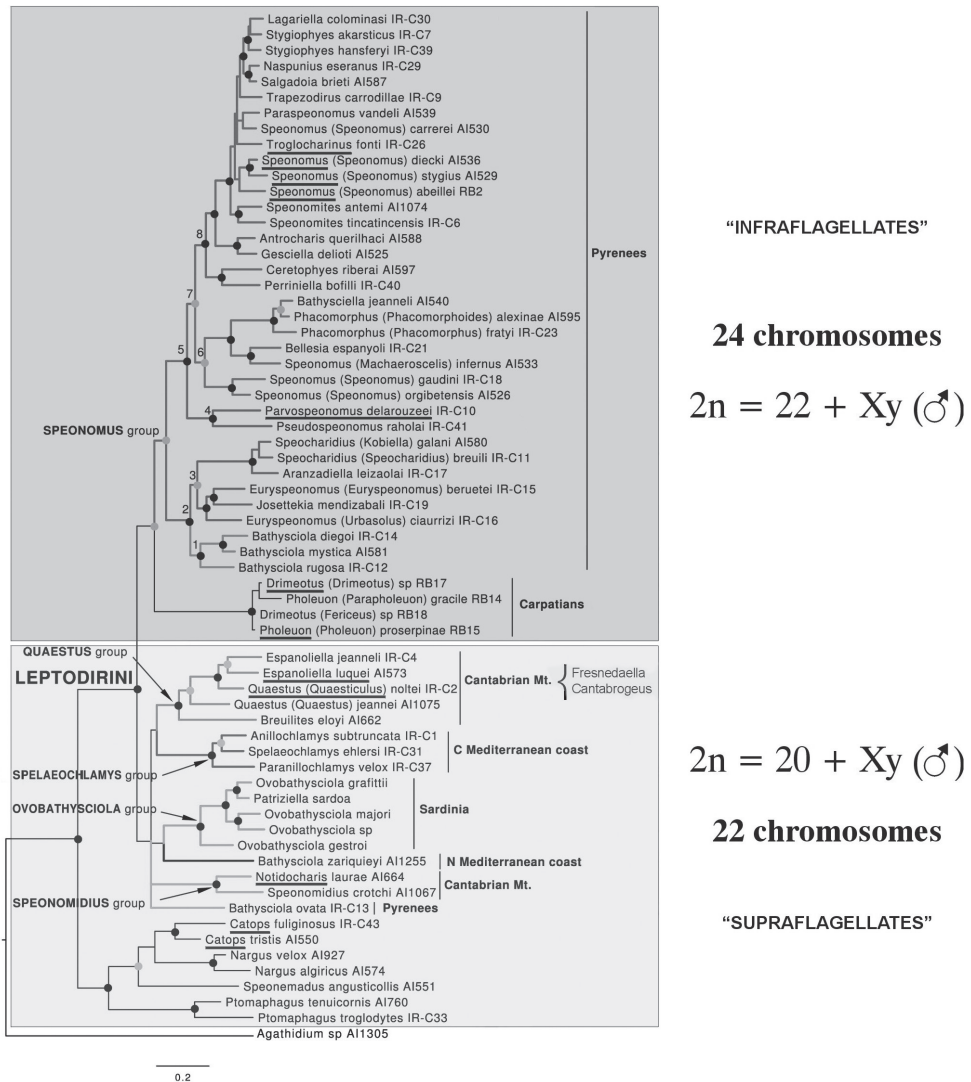 Lagariella colominasi IR-C30
Stygiophyes akarsticus IR-C7
Stygiophyes hansferyi IR-C39
Naspunius eseranus IR-C29
Salgadoia brieti AI587
Trapezodirus carrodillae IR-C9
Paraspeonomus vandeli AI539
Speonomus (Speonomus) carrerei AI530
Troglocharinus fonti IR-C26
Speonomus (Speonomus) diecki AI536
Speonomus (Speonomus) stygius AI529
Speonomus (Speonomus) abeillei RB2
Speonomites antemi AI1074
Speonomites tincatincensis IR-C6
8
Antrocharis querilhaci AI588
Gesciella delioti AI525
Pyrenees
Ceretophyes riberai AI597
Perriniella bofilli IR-C40
7
Bathysciella jeanneli AI540
Phacomorphus (Phacomorphoides) alexinae AI595
Phacomorphus (Phacomorphus) fratyi IR-C23
5
6
Bellesia espanyoli IR-C21
Speonomus (Machaeroscelis) infernus AI533
Speonomus (Speonomus) gaudini IR-C18
Speonomus (Speonomus) orgibetensis AI526
4
Parvospeonomus delarouzeei IR-C10
Pseudospeonomus raholai IR-C41
SPEONOMUS group
Speocharidius (Kobiella) galani AI580
Speocharidius (Speocharidius) breuili IR-C11
3
Aranzadiella leizaolai IR-C17
Euryspeonomus (Euryspeonomus) beruetei IR-C15
Josettekia mendizabali IR-C19
2
Euryspeonomus (Urbasolus) ciaurrizi IR-C16
Bathysciola diegoi IR-C14
1
Bathysciola mystica AI581
Bathysciola rugosa IR-C12
Drimeotus (Drimeotus) sp RB17
Pholeuon (Parapholeuon) gracile RB14
Carpatians
Drimeotus (Fericeus) sp RB18
Pholeuon (Pholeuon) proserpinae RB15
“INFRAFLAGELLATES”
24 chromosomes
2n = 22 + Xy (♂)
QUAESTUS group
LEPTODIRINI
Espanoliella jeanneli IR-C4
Espanoliella luquei AI573
Quaestus (Quaesticulus) noltei IR-C2
Quaestus (Quaestus) jeannei AI1075
Breuilites eloyi AI662
Cantabrian Mt.
Fresnedaella
Cantabrogeus
Anillochlamys subtruncata IR-C1
Spelaeochlamys ehlersi IR-C31
Paranillochlamys velox IR-C37
C Mediterranean coast
SPELAEOCHLAMYS group
Ovobathysciola grafittii
Patriziella sardoa
Ovobathysciola majori
Ovobathysciola sp
Ovobathysciola gestroi
Sardinia
OVOBATHYSCIOLA group
Bathysciola zariquieyi AI1255
N Mediterranean coast
Notidocharis laurae AI664
Speonomidius crotchi AI1067
Cantabrian Mt.
SPEONOMIDIUS group
Bathysciola ovata IR-C13
Pyrenees
Catops fuliginosus IR-C43
Catops tristis AI550
Nargus velox AI927
Nargus algiricus AI574
Speonemadus angusticollis AI551
Ptomaphagus tenuicornis AI760
Ptomaphagus troglodytes IR-C33
Agathidium sp AI1305
2n = 20 + Xy (♂)
22 chromosomes
“SUPRAFLAGELLATES”
0.2